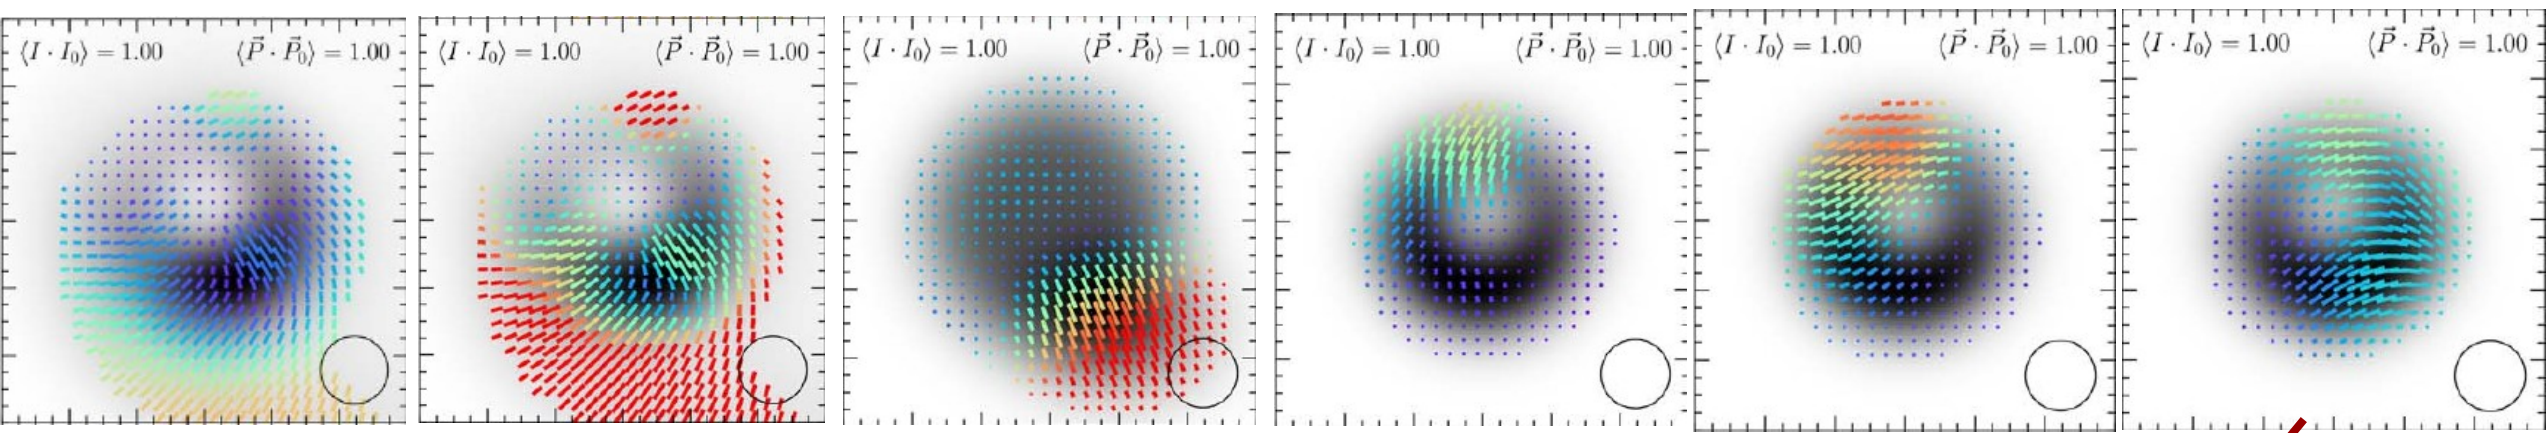 ⟨I · I₀⟩ = 1.00 ⟨P⃗ · P⃗₀⟩ = 1.00
⟨I · I₀⟩ = 1.00 ⟨P⃗ · P⃗₀⟩ = 1.00
⟨I · I₀⟩ = 1.00 ⟨P⃗ · P⃗₀⟩ = 1.00
⟨I · I₀⟩ = 1.00 ⟨P⃗ · P⃗₀⟩ = 1.00
⟨I · I₀⟩ = 1.00 ⟨P⃗ · P⃗₀⟩ = 1.00
⟨I · I₀⟩ = 1.00 ⟨P⃗ · P⃗₀⟩ = 1.00